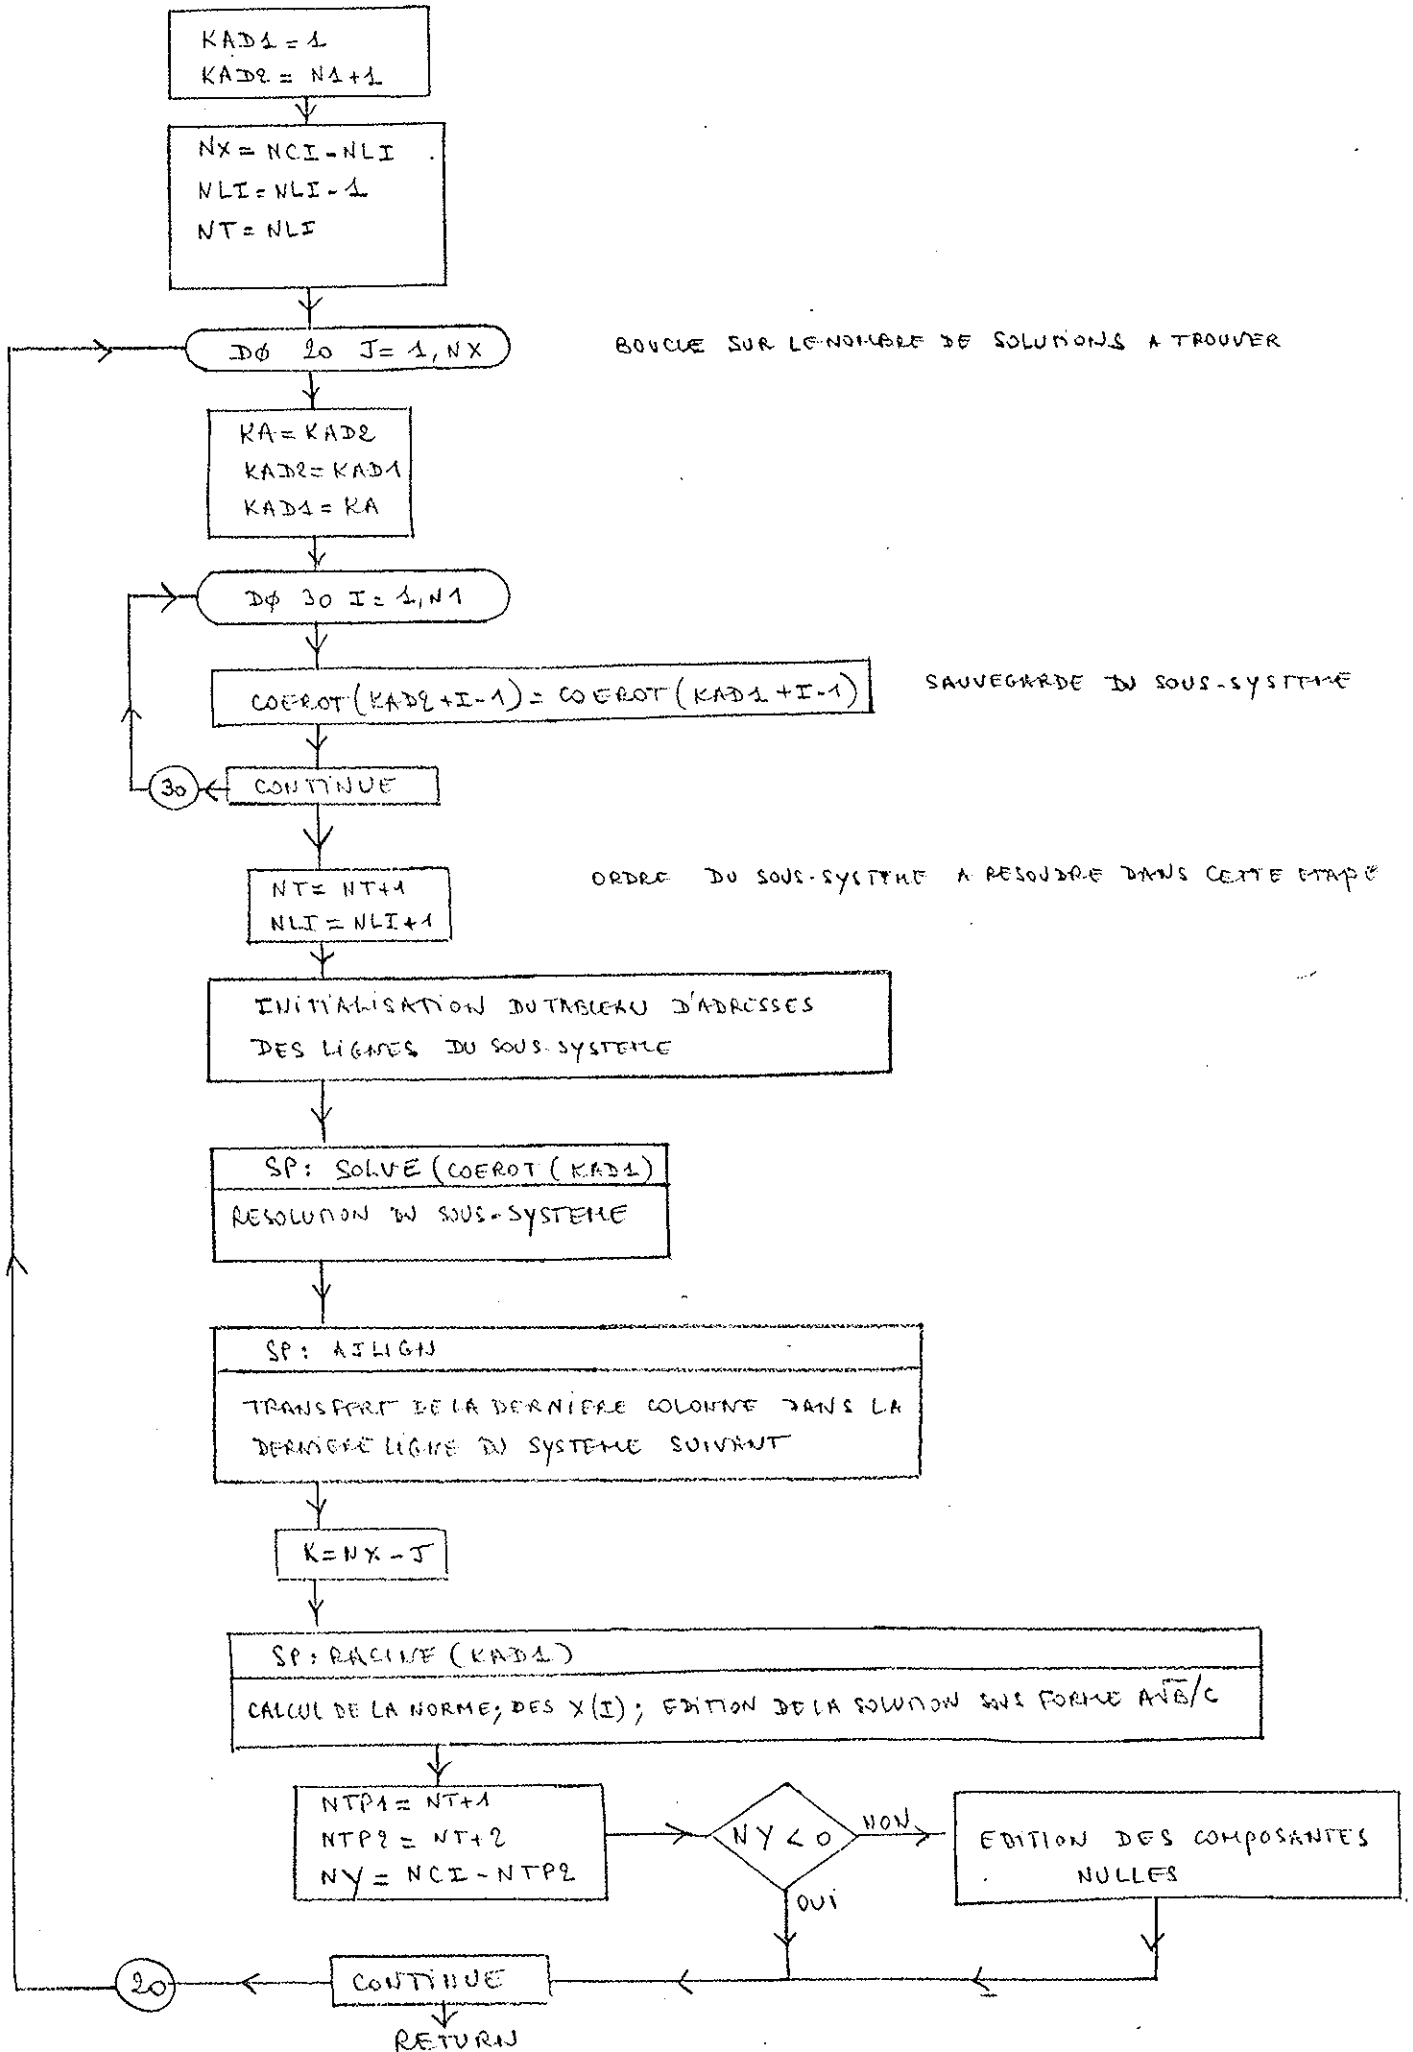 KAD1 = 1
KAD2 = N1+1
NX = NCI-NLI
NLI = NLI-1
NT = NLI
DØ 20 J = 1, NX
BOUCLE SUR LE NOMBRE DE SOLUTIONS A TROUVER
KA = KAD2
KAD2 = KAD1
KAD1 = KA
DØ 30 I = 1, N1
COEROT(KAD2+I-1) = COEROT(KAD1+I-1)
SAUVEGARDE DU SOUS-SYSTEME
30
CONTINUE
NT = NT+1
NLI = NLI+1
ORDRE DU SOUS-SYSTEME A RESOUDRE DANS CETTE ETAPE
INITIALISATION DU TABLEAU D'ADRESSES
DES LIGNES DU SOUS-SYSTEME
SP: SOLVE (COEROT (KAD1)
RESOLUTION DU SOUS-SYSTEME
SP: AJLIGN
TRANSFERT DE LA DERNIERE COLONNE DANS LA
DERNIERE LIGNE DU SYSTEME SUIVANT
K = NX - J
SP: RACINE (KAD1)
CALCUL DE LA NORME; DES X(I); EDITION DE LA SOLUTION SOUS FORME A√B/C
NTP1 = NT+1
NTP2 = NT+2
NY = NCI - NTP2
NY < 0
NON
EDITION DES COMPOSANTES
NULLES
OUI
20
CONTINUE
RETURN